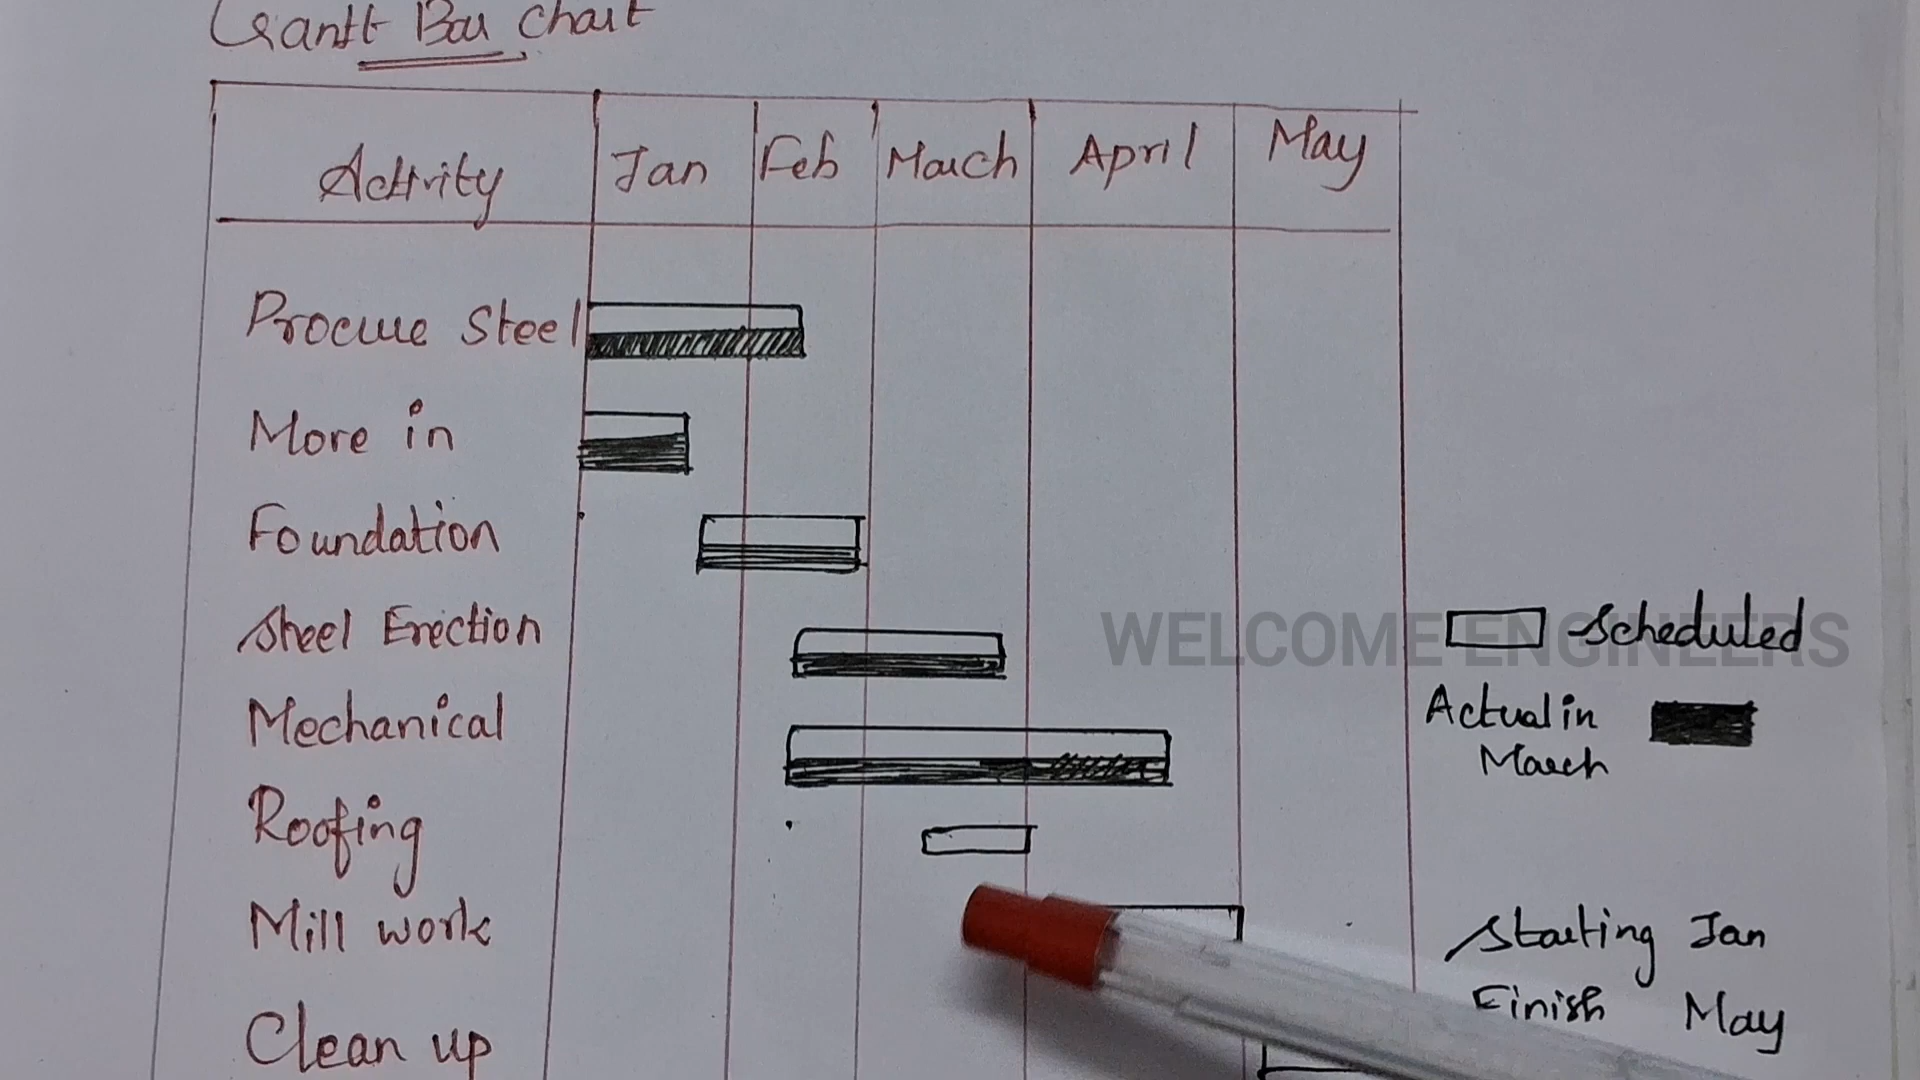 Gantt Bar Chart
Activity Jan Feb March April May
Procure Steel
More in
Foundation
Steel Erection
WELCOME ENGINEERS
Scheduled
Mechanical
Actual in
March
Roofing
Mill work
Starting Jan
Finish May
Clean up